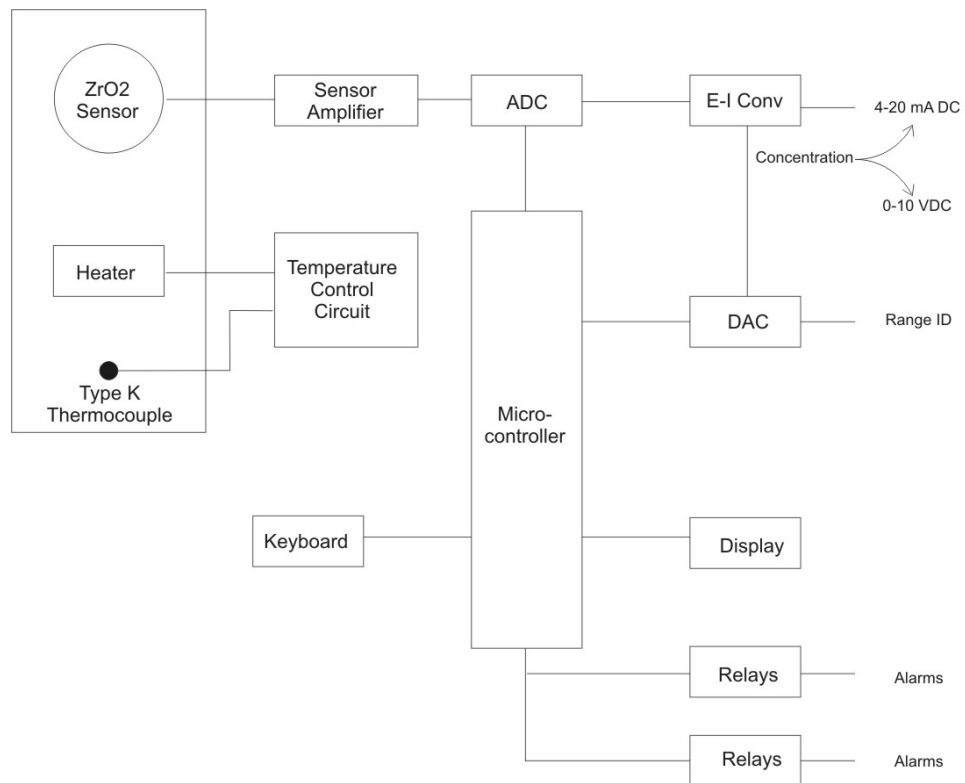 ZrO2
Sensor
Sensor
Amplifier
ADC
E-I Conv
4-20 mA DC
Concentration
0-10 VDC
Heater
Temperature
Control
Circuit
DAC
Range ID
Type K
Thermocouple
Micro-
controller
Keyboard
Display
Relays
Alarms
Relays
Alarms